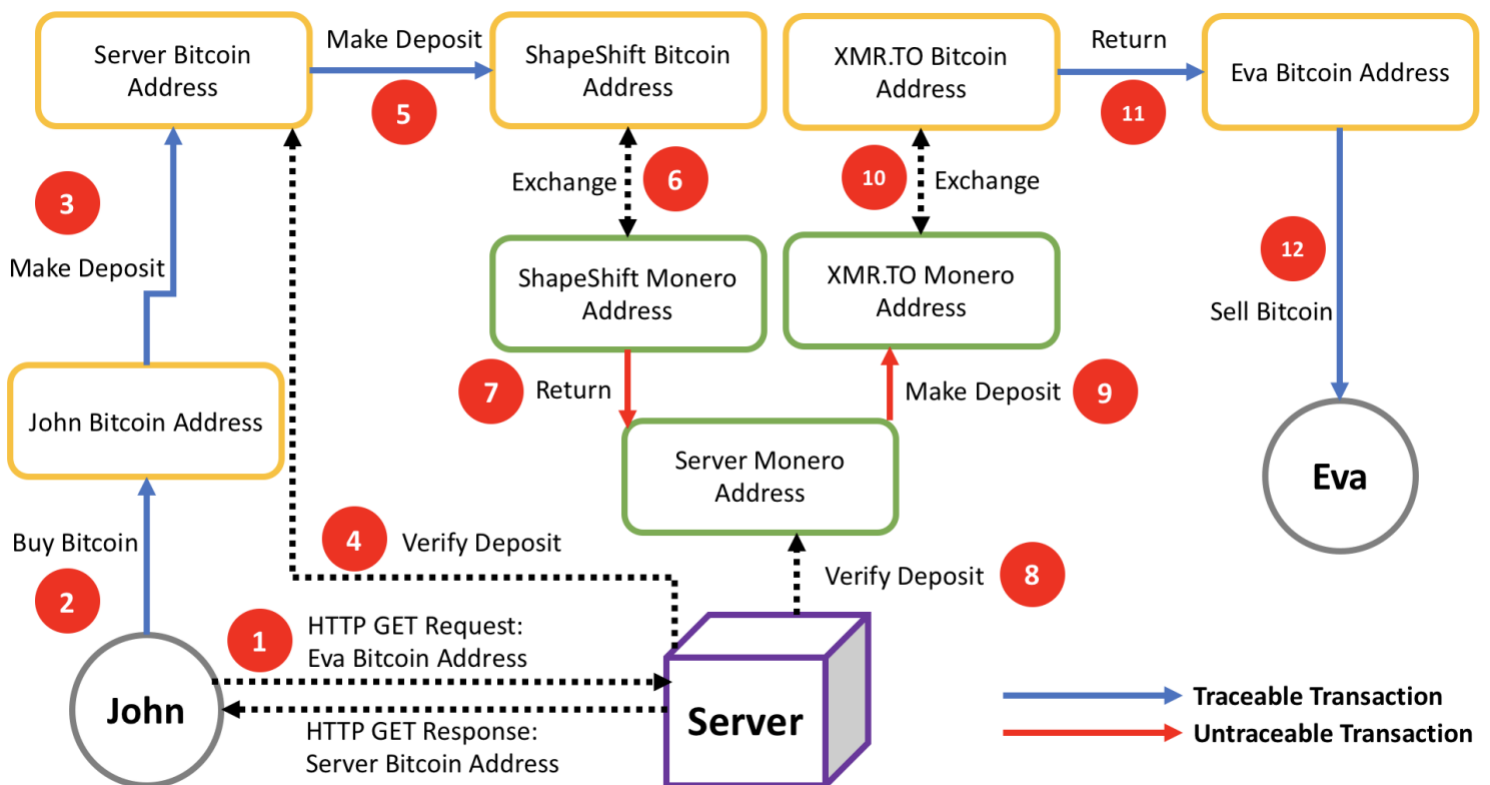 Server Bitcoin
Address
Make Deposit
5
ShapeShift Bitcoin
Address
XMR.TO Bitcoin
Address
Return
11
Eva Bitcoin Address
3
Make Deposit
Exchange
6
10
Exchange
12
Sell Bitcoin
ShapeShift Monero
Address
XMR.TO Monero
Address
John Bitcoin Address
7
Return
Make Deposit
9
Server Monero
Address
Eva
Buy Bitcoin
2
4
Verify Deposit
Verify Deposit
8
1
HTTP GET Request:
Eva Bitcoin Address
John
HTTP GET Response:
Server Bitcoin Address
Server
Traceable Transaction
Untraceable Transaction